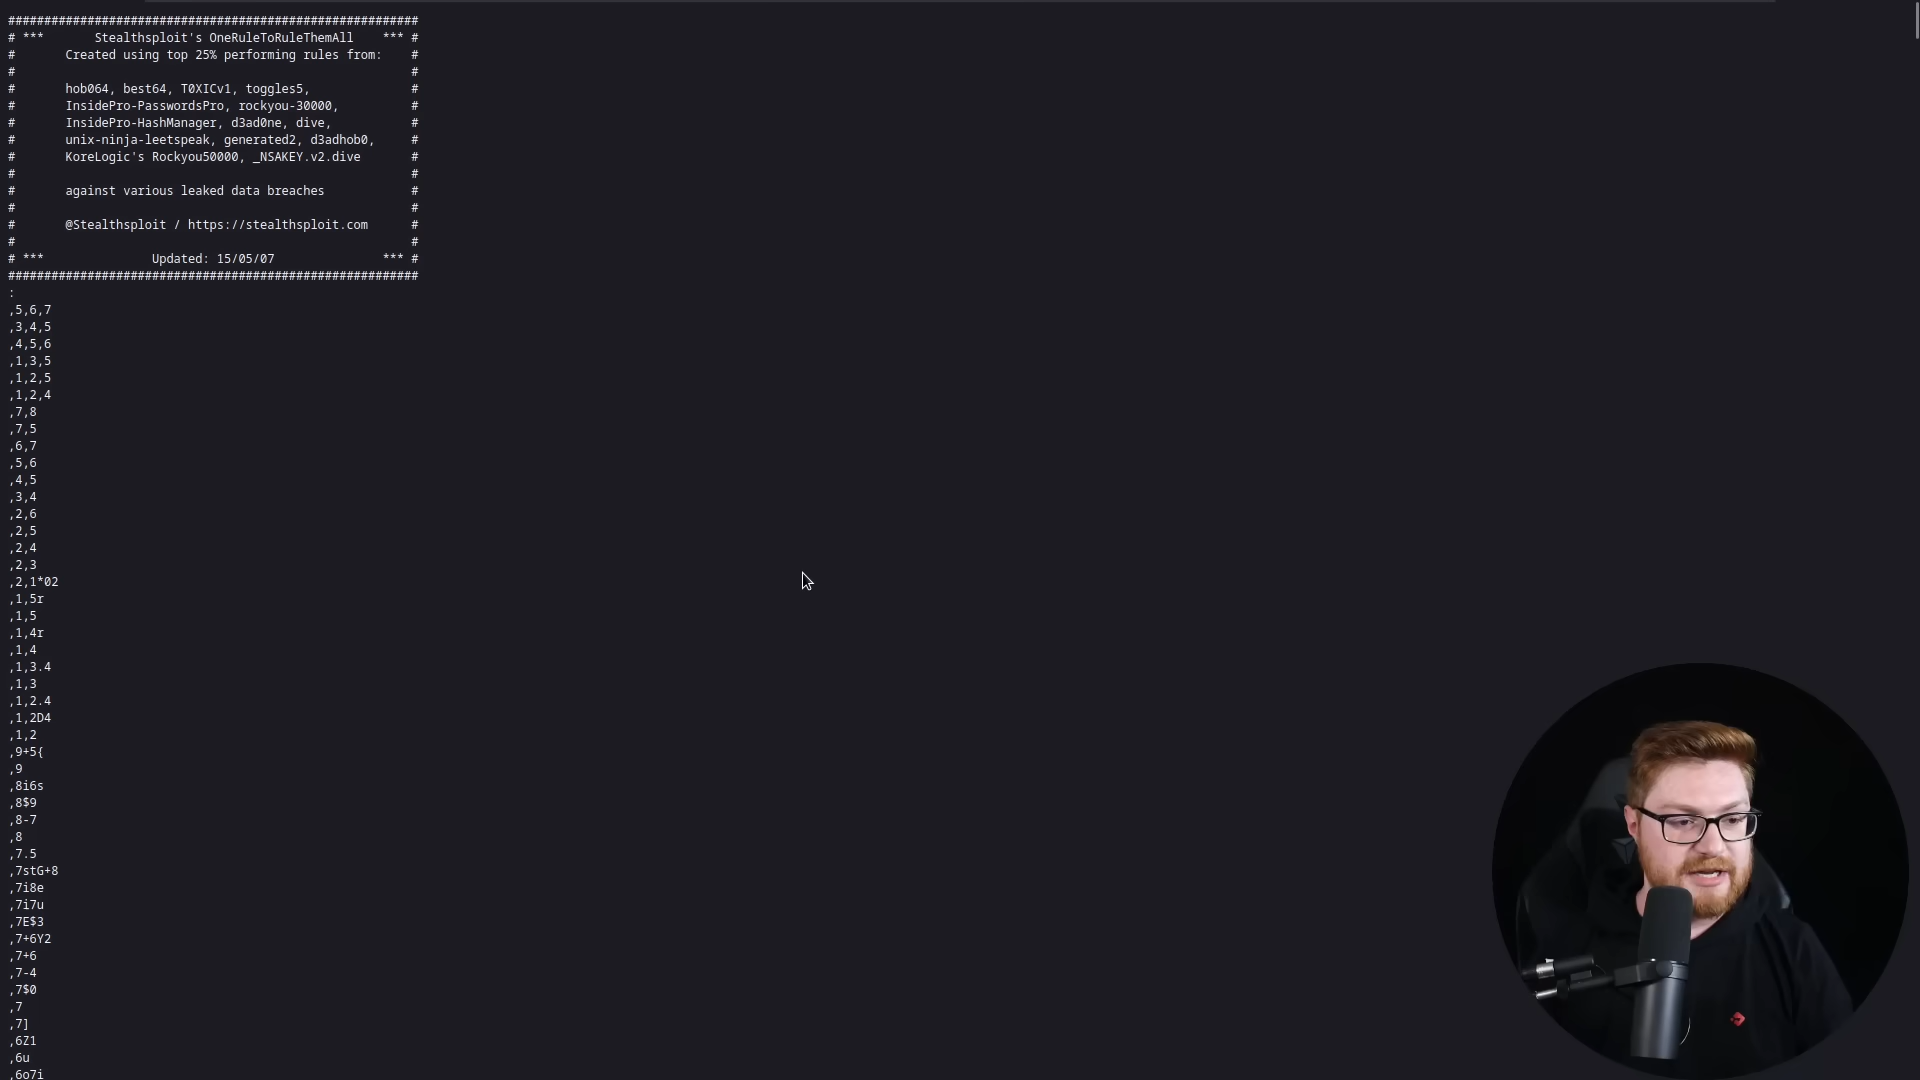 #########################################################
# ***       Stealthsploit's OneRuleToRuleThemAll    *** #
#       Created using top 25% performing rules from:    #
#                                                       #
#       hob064, best64, T0XICv1, toggles5,              #
#       InsidePro-PasswordsPro, rockyou-30000,          #
#       InsidePro-HashManager, d3ad0ne, dive,           #
#       unix-ninja-leetspeak, generated2, d3adhob0,     #
#       KoreLogic's Rockyou50000, _NSAKEY.v2.dive       #
#                                                       #
#       against various leaked data breaches            #
#                                                       #
#       @Stealthsploit / https://stealthsploit.com      #
#                                                       #
# ***               Updated: 15/05/07               *** #
#########################################################
:
,5,6,7
,3,4,5
,4,5,6
,1,3,5
,1,2,5
,1,2,4
,7,8
,7,5
,6,7
,5,6
,4,5
,3,4
,2,6
,2,5
,2,4
,2,3
,2,1*02
,1,5r
,1,5
,1,4r
,1,4
,1,3.4
,1,3
,1,2.4
,1,2D4
,1,2
,9+5{
,9
,8i6s
,8$9
,8-7
,8
,7.5
,7stG+8
,7i8e
,7i7u
,7E$3
,7+6Y2
,7+6
,7-4
,7$0
,7
,7]
,6Z1
,6u
,6o7i